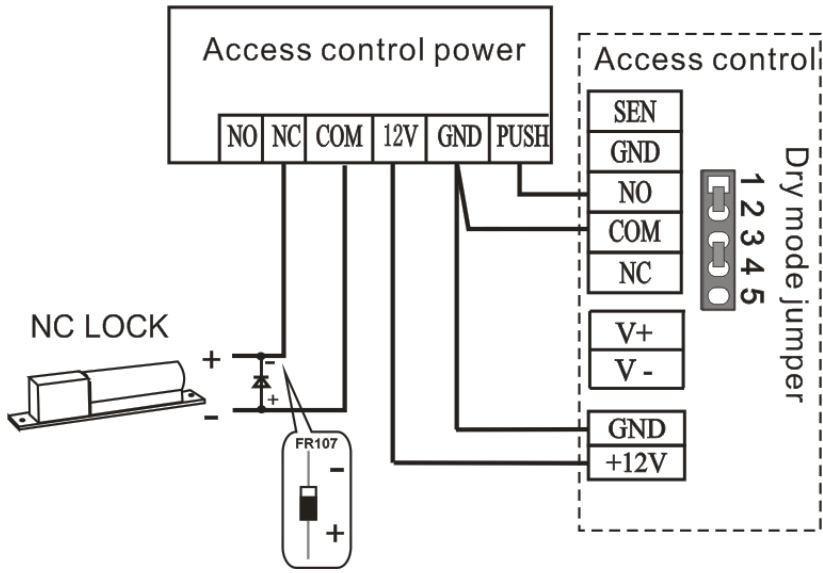 Access control power
NO NC COM 12V GND PUSH
Access control
SEN
GND
NO
COM
NC
V+
V -
GND
+12V
1 2 3 4 5
Dry mode jumper
NC LOCK
+
-
-
+
FR107
-
+